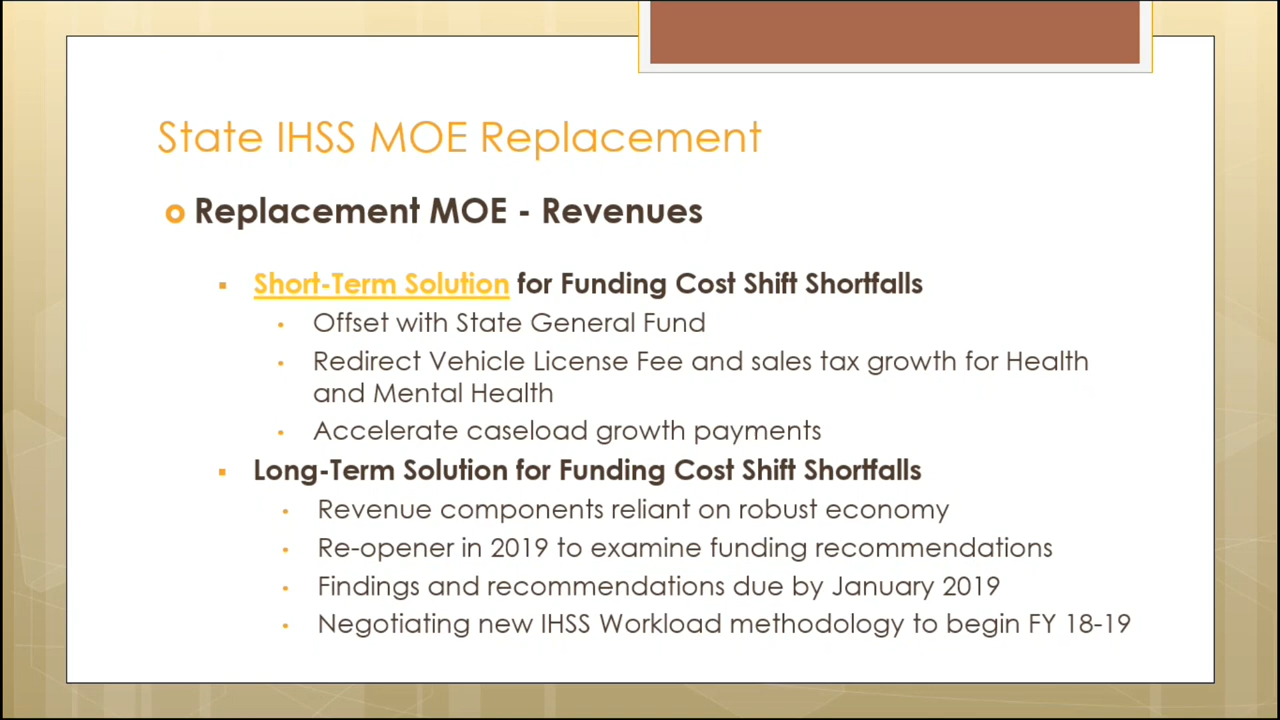 State IHSS MOE Replacement
Replacement MOE - Revenues
Short-Term Solution for Funding Cost Shift Shortfalls
Offset with State General Fund
Redirect Vehicle License Fee and sales tax growth for Health
and Mental Health
Accelerate caseload growth payments
Long-Term Solution for Funding Cost Shift Shortfalls
Revenue components reliant on robust economy
Re-opener in 2019 to examine funding recommendations
Findings and recommendations due by January 2019
Negotiating new IHSS Workload methodology to begin FY 18-19